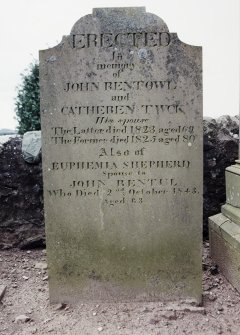 ERECTED
In
memory
of
JOHN BENTOWL
and
CATHEREN TWCK
His spouse
The Latter died 1823 aged 68
The Former died 1825 aged 80
Also of
EUPHEMIA SHEPHERD
Spouse to
JOHN BENTUL
Who Died 2nd October 1843
Aged 63